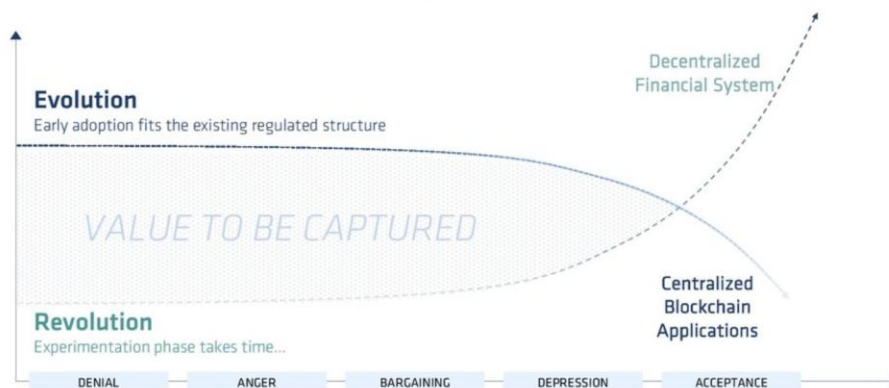 Decentralized
Financial System
Evolution
Early adoption fits the existing regulated structure
VALUE TO BE CAPTURED
Centralized
Blockchain
Applications
Revolution
Experimentation phase takes time...
DENIAL ANGER BARGAINING DEPRESSION ACCEPTANCE